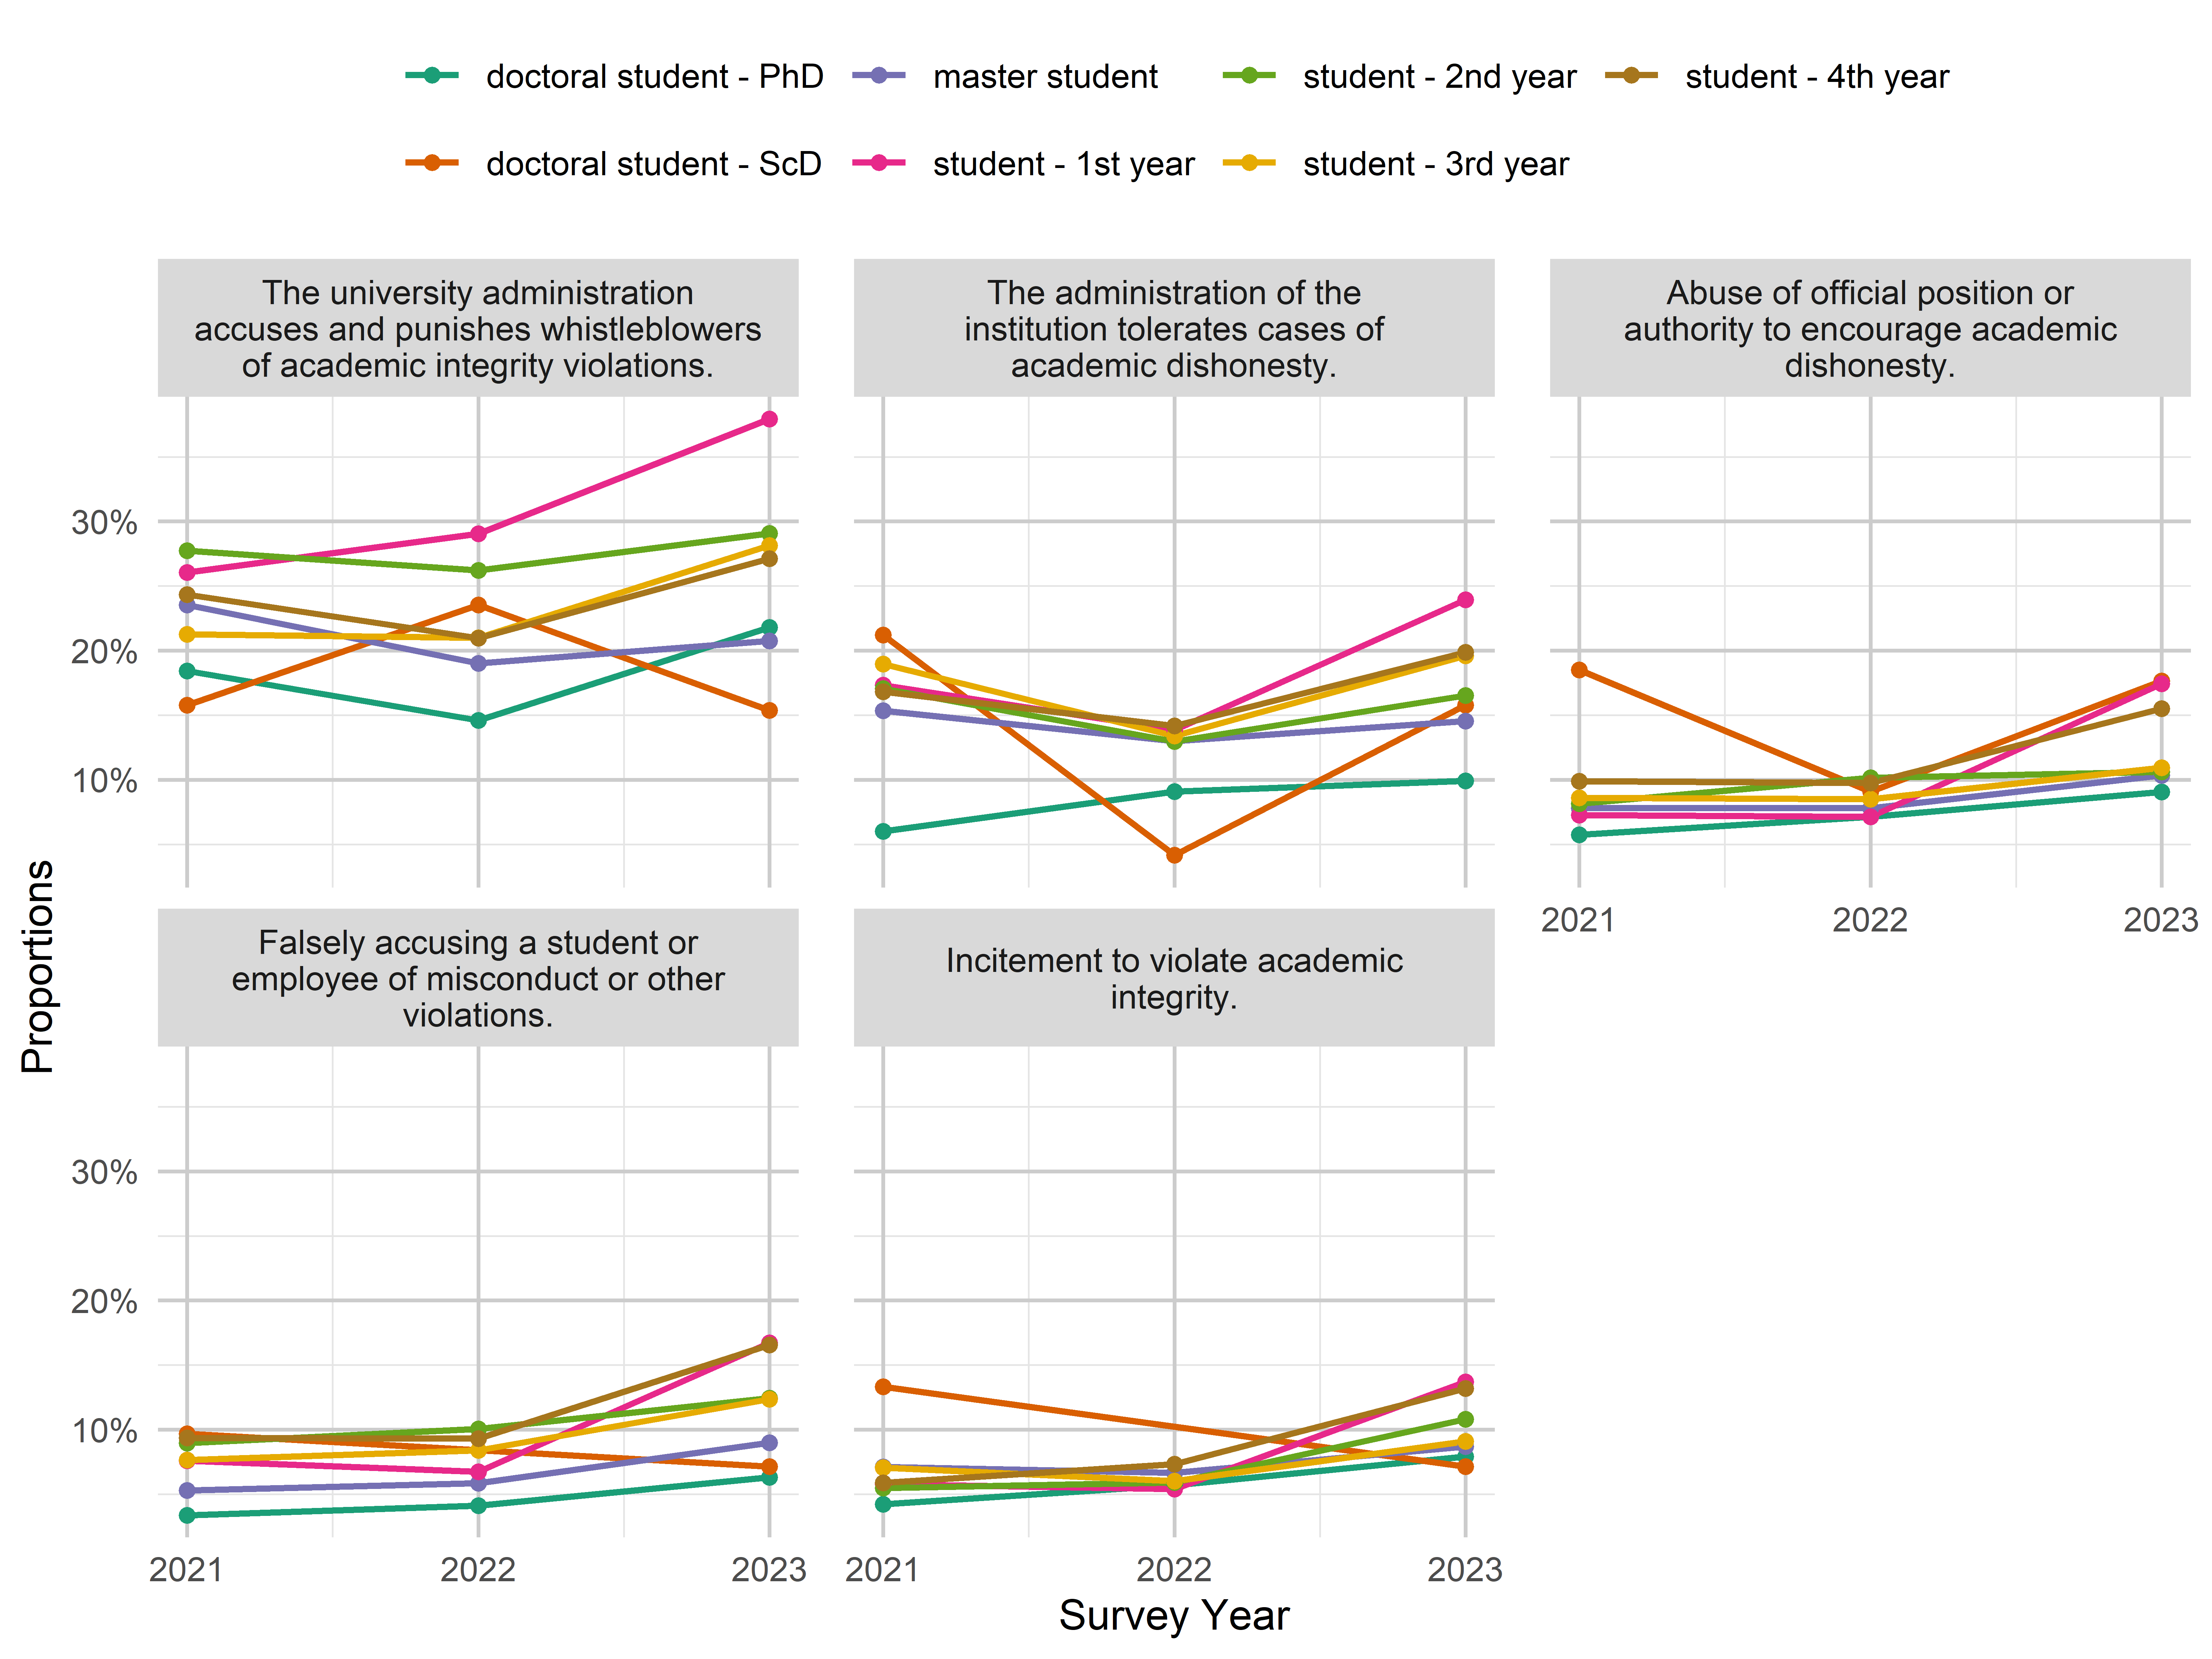 doctoral student - PhD
master student
student - 2nd year
student - 4th year
doctoral student - ScD
student - 1st year
student - 3rd year
The university administration
accuses and punishes whistleblowers
of academic integrity violations.
The administration of the
institution tolerates cases of
academic dishonesty.
Abuse of official position or
authority to encourage academic
dishonesty.
30%
20%
10%
2021
2022
2023
Proportions
Falsely accusing a student or
employee of misconduct or other
violations.
Incitement to violate academic
integrity.
30%
20%
10%
2021
2022
2023
2021
2022
2023
Survey Year